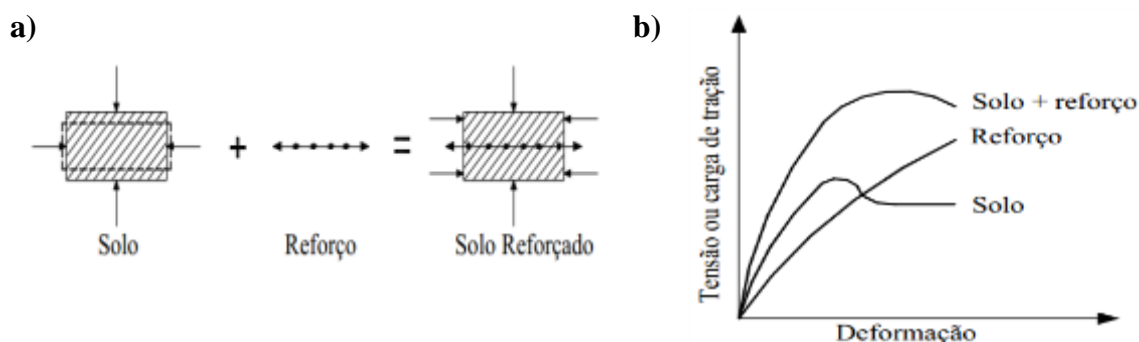 a)
+
=
Solo
Reforço
Solo Reforçado
b)
Tensão ou carga de tração
Solo + reforço
Reforço
Solo
Deformação